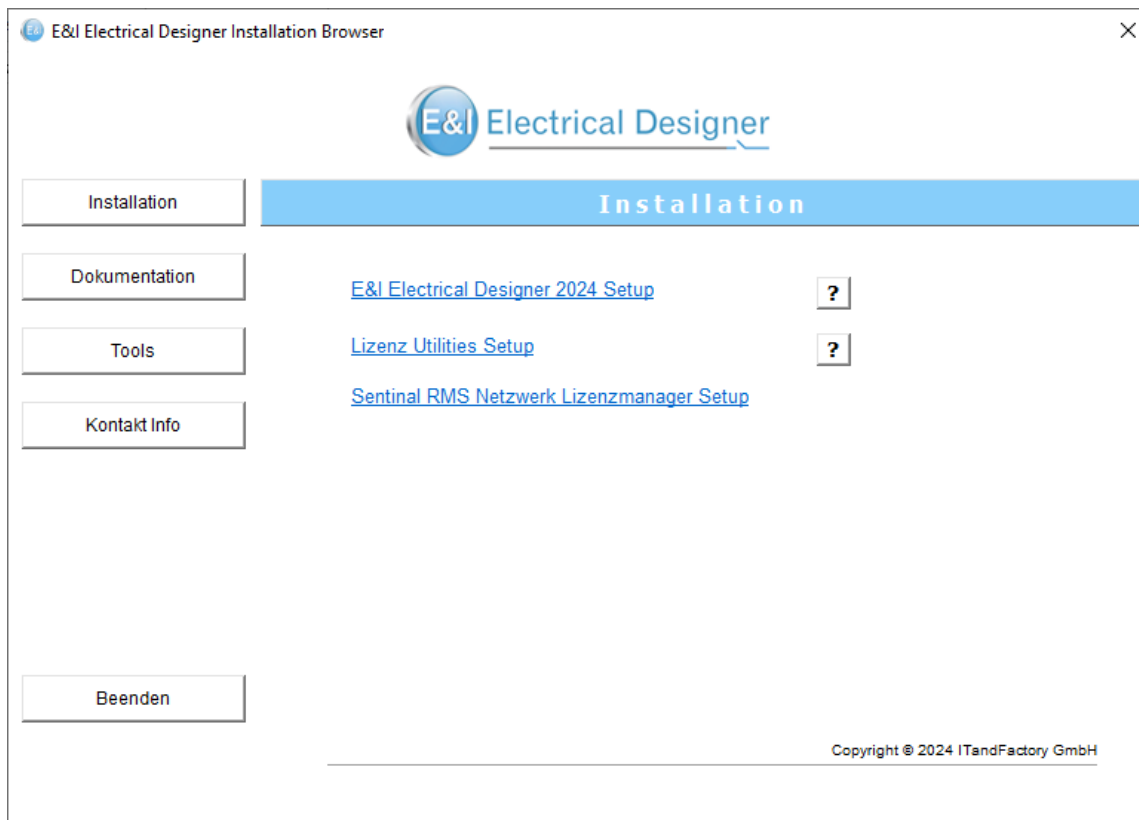 E&I Electrical Designer Installation Browser
E&I Electrical Designer
Installation
Installation
Dokumentation
E&I Electrical Designer 2024 Setup
?
Tools
Lizenz Utilities Setup
?
Sentinal RMS Netzwerk Lizenzmanager Setup
Kontakt Info
Beenden
Copyright © 2024 ITandFactory GmbH